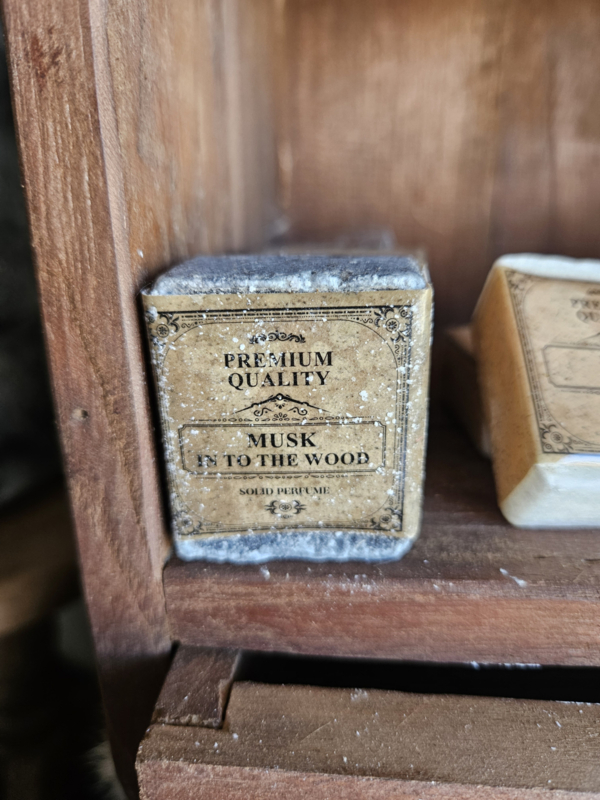 PREMIUM
QUALITY
MUSK
IN TO THE WOOD
SOLID PERFUME